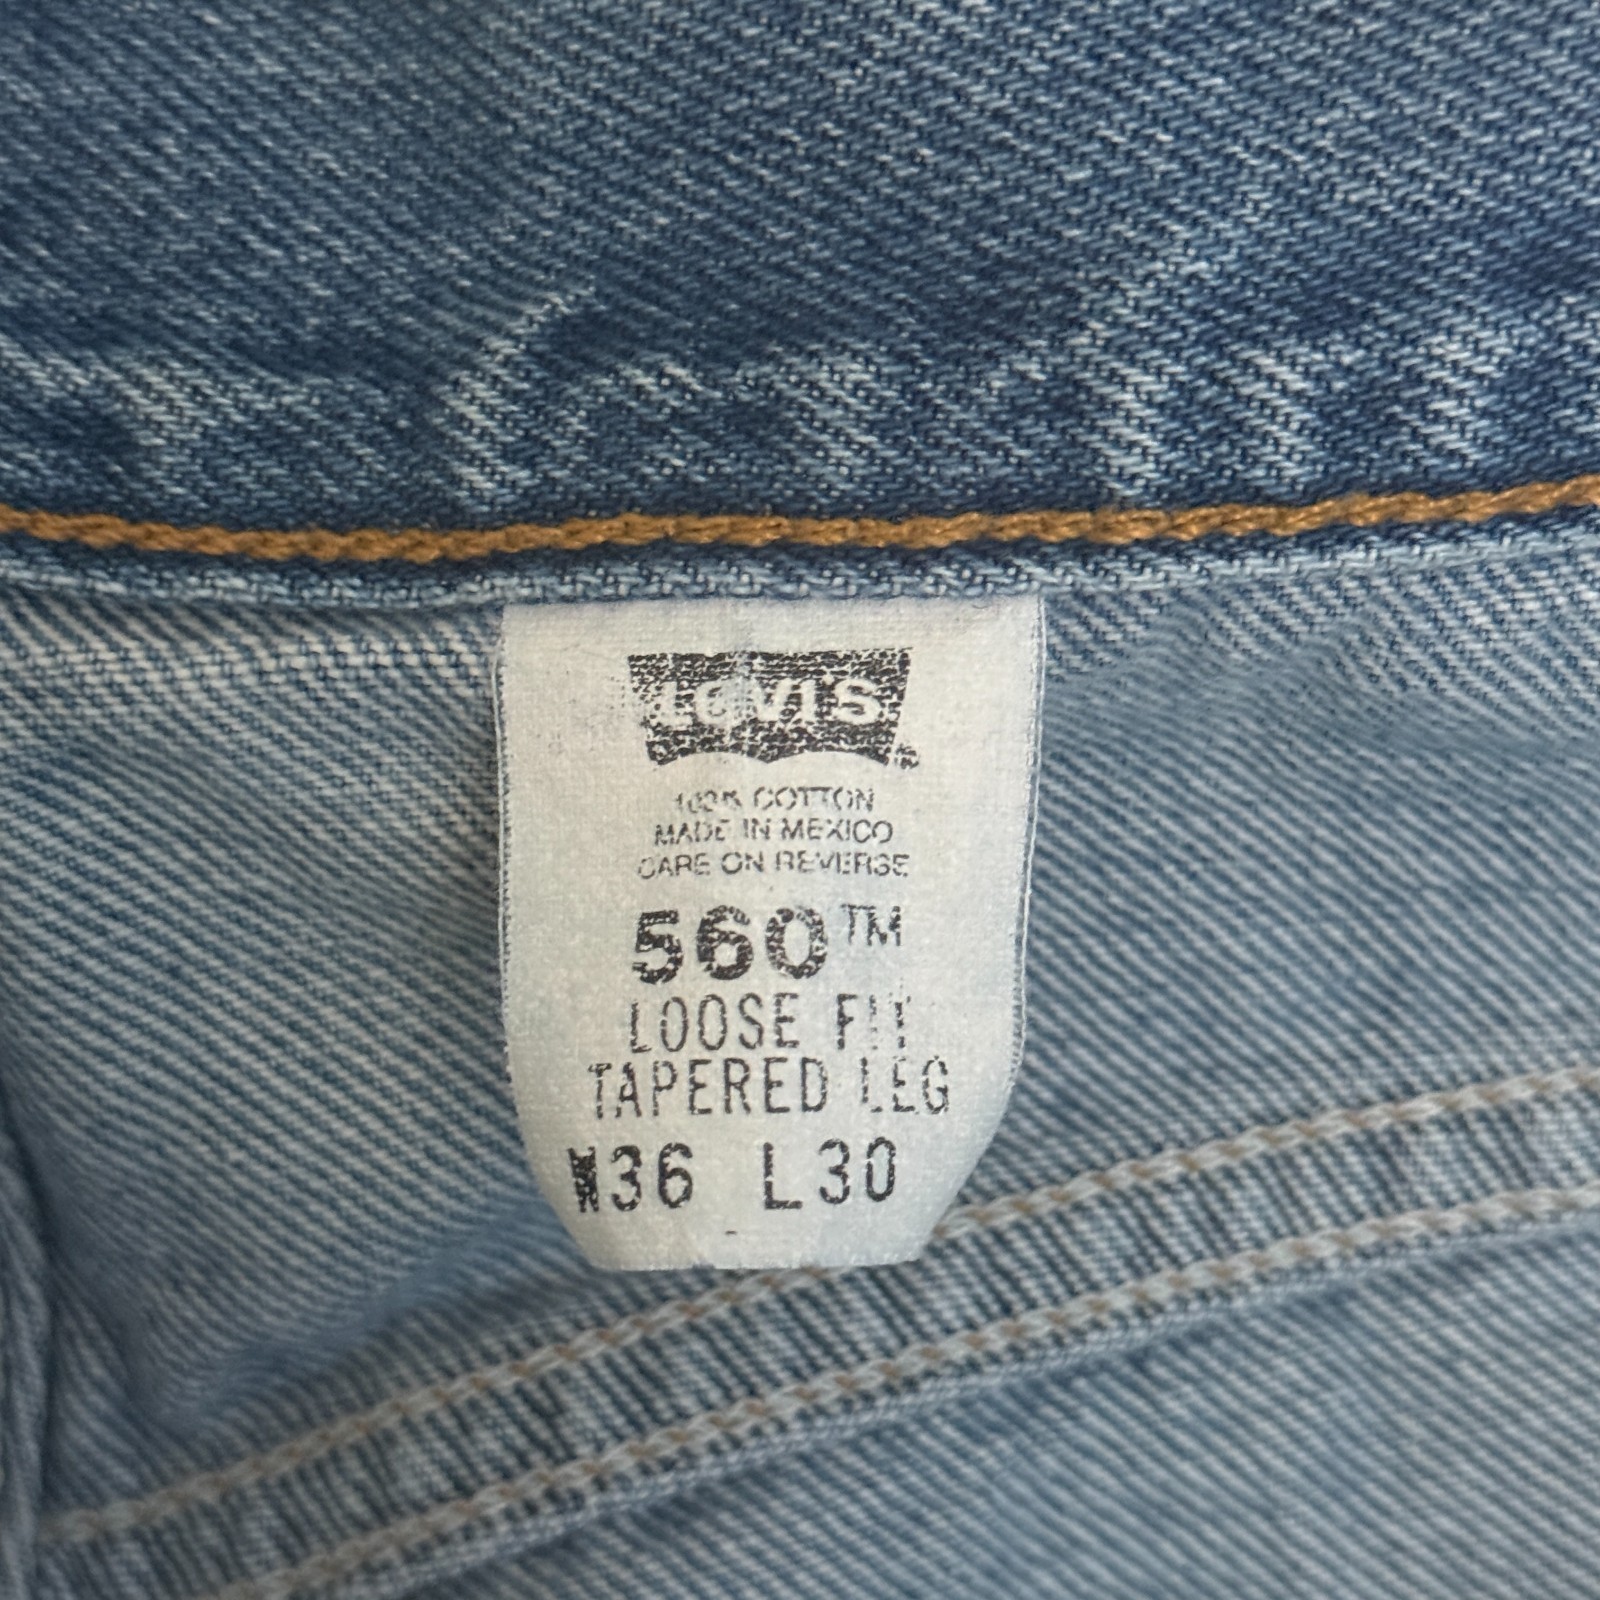 LEVI'S®
100% COTTON
MADE IN MEXICO
CARE ON REVERSE
560™
LOOSE FIT
TAPERED LEG
W36 L30